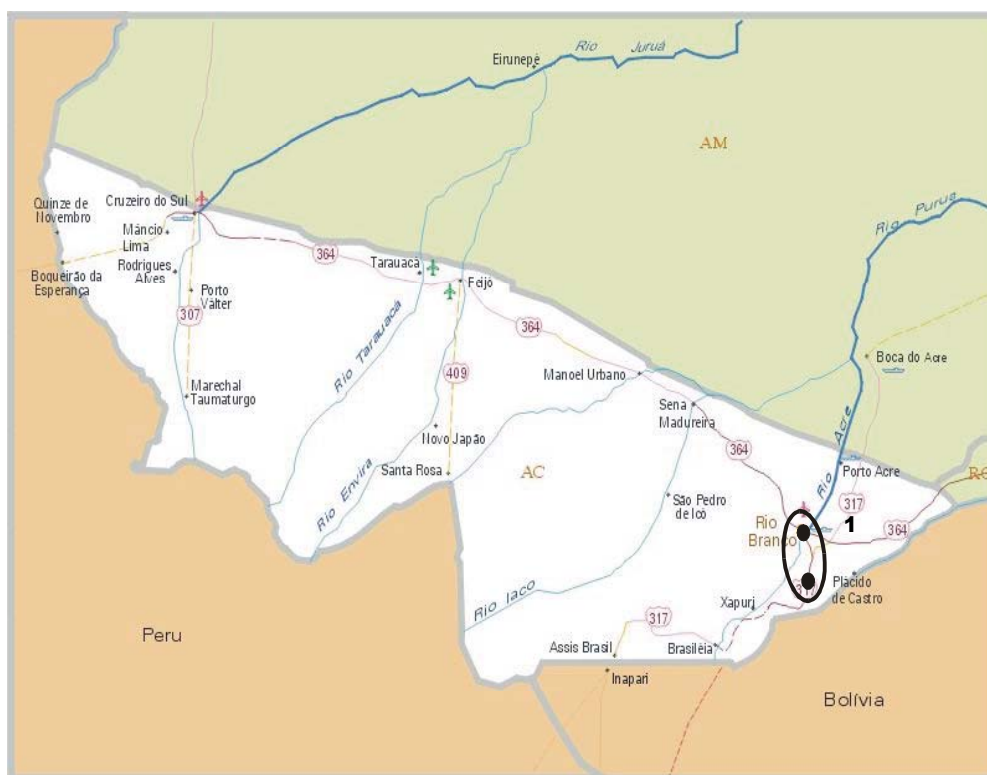 Rio Juruá
Eirunepé
AM
Rio Purus
Cruzeiro do Sul
Quinze de
Novembro
Mâncio
Lima
Rodrigues
Alves
Boqueirão da
Esperança
Porto
Válter
307
364
Tarauacá
Feijó
Rio Tarauacá
364
409
Marechal
Taumaturgo
Manoel Urbano
Boca do Acre
Sena
Madureira
Novo Japão
Santa Rosa
Rio Envira
AC
364
Rio Acre
Porto Acre
317
RO
São Pedro
de Icó
Rio
Branco
1
364
317
Plácido
de Castro
Rio Iaco
Xapuri
317
Assis Brasil
Brasiléia
Inapari
Peru
Bolívia